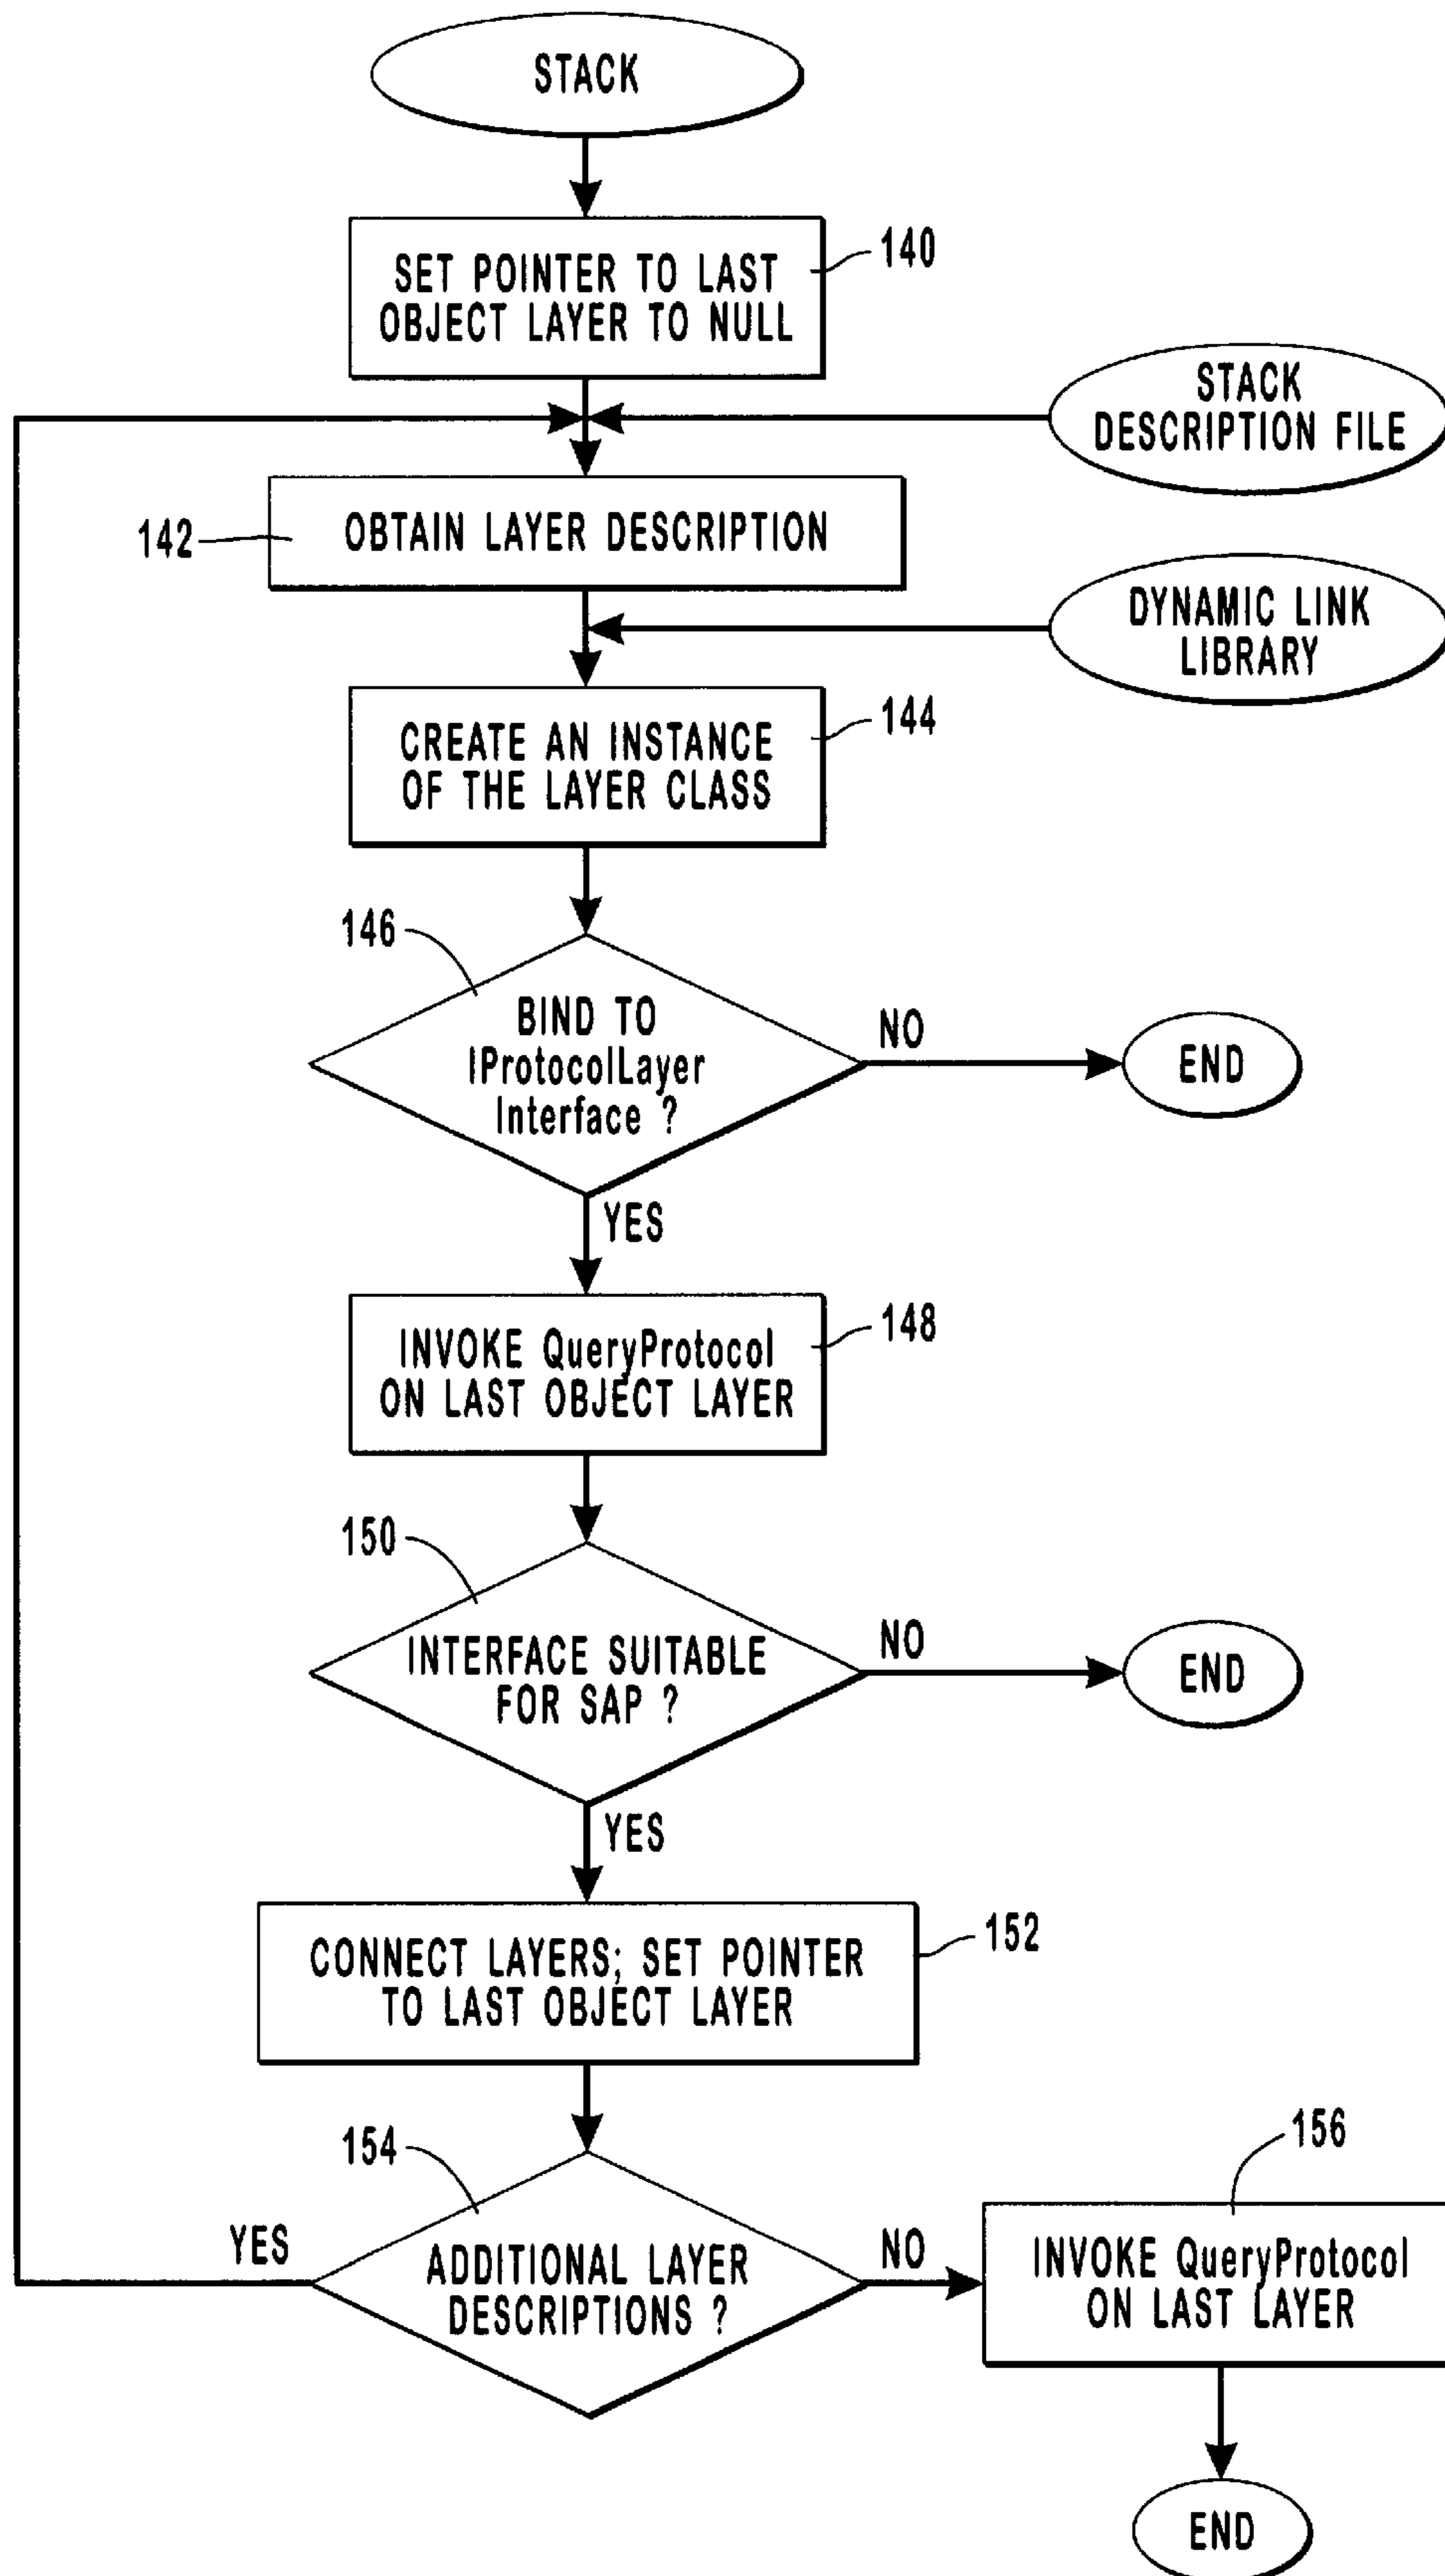 STACK
SET POINTER TO LAST
OBJECT LAYER TO NULL
140
STACK
DESCRIPTION FILE
142
OBTAIN LAYER DESCRIPTION
DYNAMIC LINK
LIBRARY
CREATE AN INSTANCE
OF THE LAYER CLASS
144
146
BIND TO
IProtocolLayer
Interface ?
NO
END
YES
INVOKE QueryProtocol
ON LAST OBJECT LAYER
148
150
INTERFACE SUITABLE
FOR SAP ?
NO
END
YES
CONNECT LAYERS; SET POINTER
TO LAST OBJECT LAYER
152
154
YES
ADDITIONAL LAYER
DESCRIPTIONS ?
NO
156
INVOKE QueryProtocol
ON LAST LAYER
END